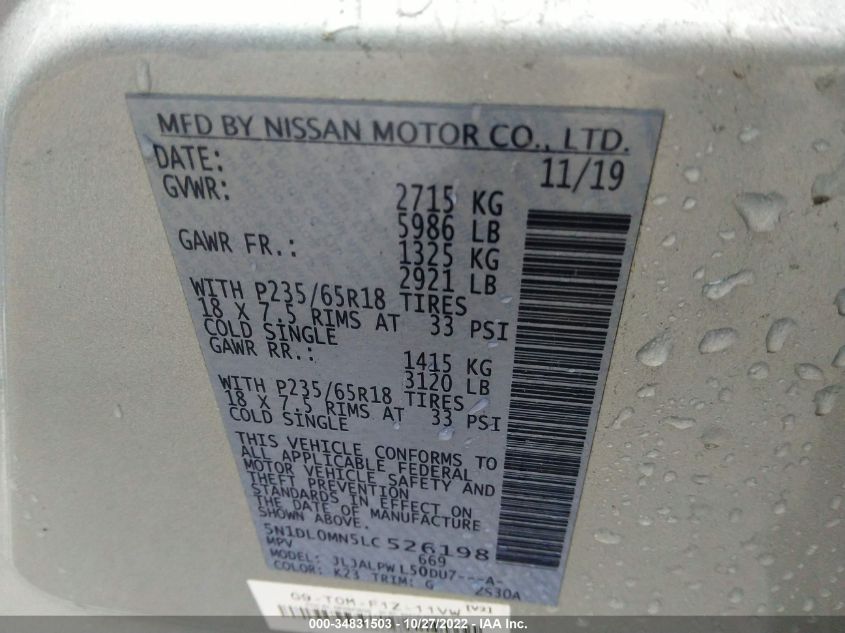 MFD BY NISSAN MOTOR CO., LTD.
DATE: 11/19
GVWR: 2715 KG
5986 LB
GAWR FR.: 1325 KG
2921 LB
WITH P235/65R18 TIRES
18 X 7.5 RIMS AT 33 PSI
COLD SINGLE
GAWR RR.: 1415 KG
3120 LB
WITH P235/65R18 TIRES
18 X 7.5 RIMS AT 33 PSI
COLD SINGLE
THIS VEHICLE CONFORMS TO
ALL APPLICABLE FEDERAL
MOTOR VEHICLE SAFETY AND
THEFT PREVENTION
STANDARDS IN EFFECT ON
THE DATE OF MANUFACTURE
SHOWN ABOVE.
5N1DL0MN5LC 526198
MPV 669
MODEL: JLJALPWL50DU7---A-
COLOR: K23 TRIM: G 2S30A
000-34831503 - 10/27/2022 - IAA Inc.